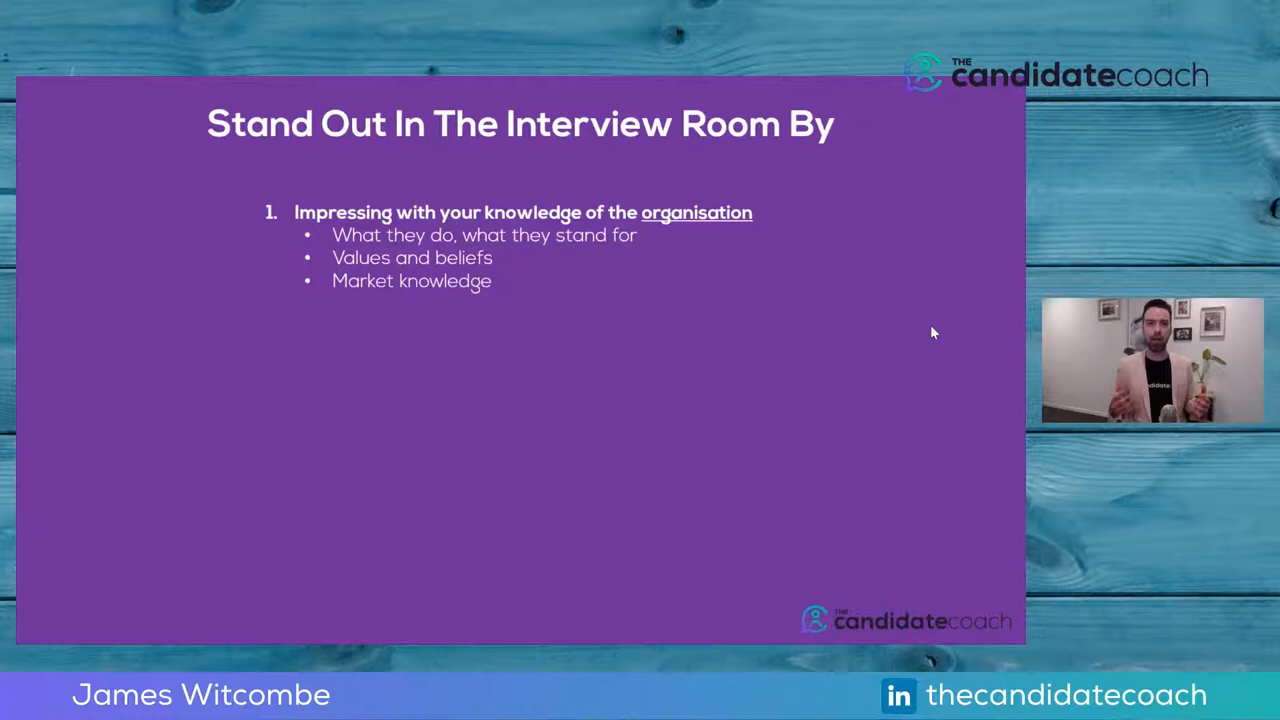 THE
candidatecoach
Stand Out In The Interview Room By
1. Impressing with your knowledge of the organisation
• What they do, what they stand for
• Values and beliefs
• Market knowledge
ndidate
THE
candidatecoach
James Witcombe
in thecandidatecoach